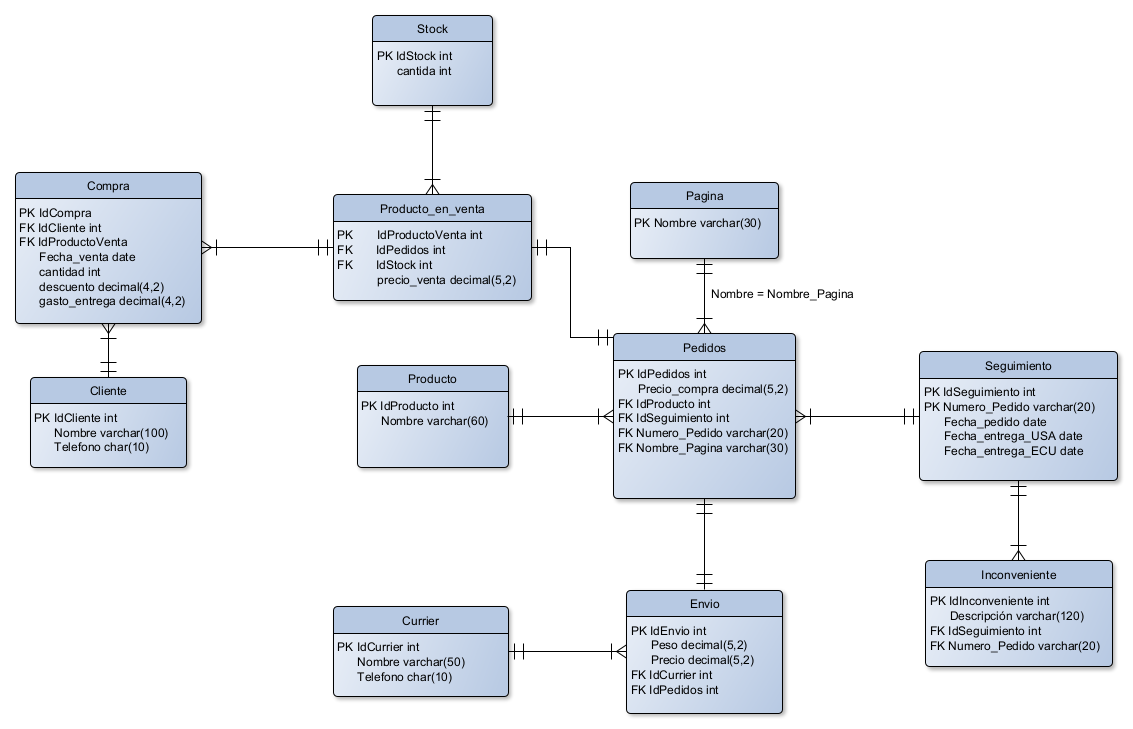 Stock
PK IdStock int
cantida int
Compra
PK IdCompra
FK IdCliente int
FK IdProductoVenta
Fecha_venta date
cantidad int
descuento decimal(4,2)
gasto_entrega decimal(4,2)
Producto_en_venta
PK IdProductoVenta int
FK IdPedidos int
FK IdStock int
precio_venta decimal(5,2)
Pagina
PK Nombre varchar(30)
Nombre = Nombre_Pagina
Cliente
PK IdCliente int
Nombre varchar(100)
Telefono char(10)
Producto
PK IdProducto int
Nombre varchar(60)
Pedidos
PK IdPedidos int
Precio_compra decimal(5,2)
FK IdProducto int
FK IdSeguimiento int
FK Numero_Pedido varchar(20)
FK Nombre_Pagina varchar(30)
Seguimiento
PK IdSeguimiento int
PK Numero_Pedido varchar(20)
Fecha_pedido date
Fecha_entrega_USA date
Fecha_entrega_ECU date
Inconveniente
PK IdInconveniente int
Descripción varchar(120)
FK IdSeguimiento int
FK Numero_Pedido varchar(20)
Currier
PK IdCurrier int
Nombre varchar(50)
Telefono char(10)
Envio
PK IdEnvio int
Peso decimal(5,2)
Precio decimal(5,2)
FK IdCurrier int
FK IdPedidos int